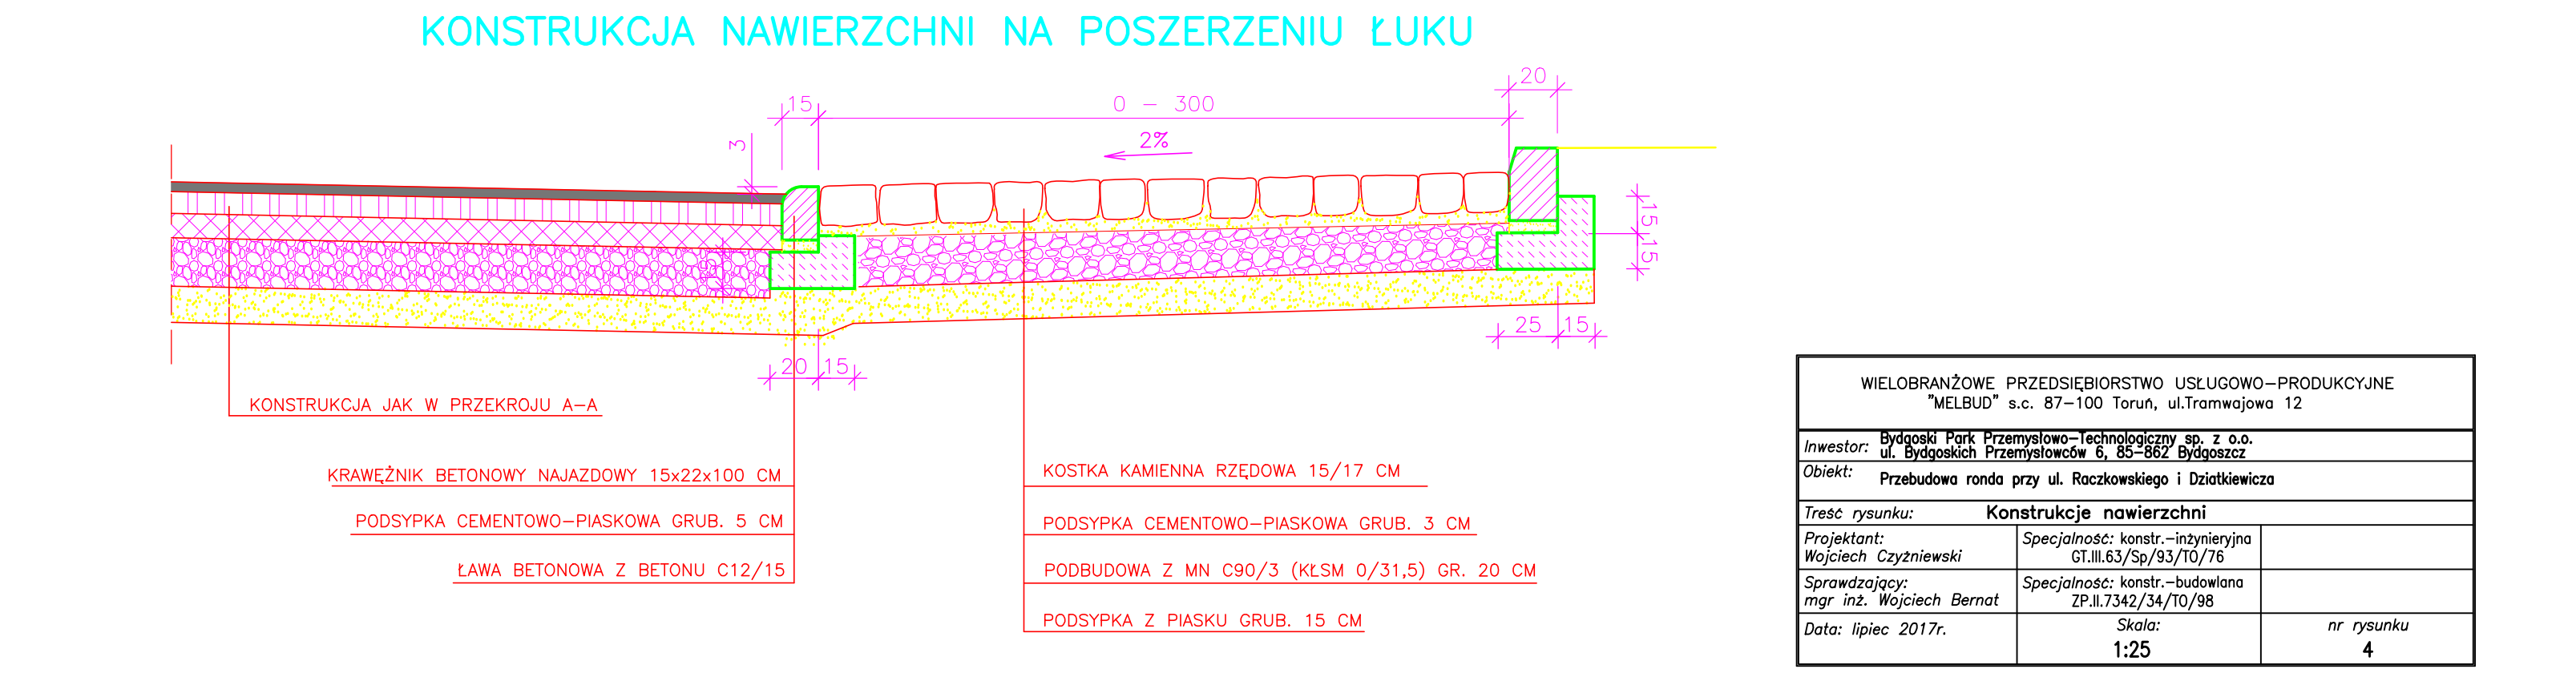 KONSTRUKCJA NAWIERZCHNI NA POSZERZENIU ŁUKU
20
15
0 - 300
2%
3
15
15
15
25
15
20
15
KONSTRUKCJA JAK W PRZEKROJU A-A
KRAWĘŻNIK BETONOWY NAJAZDOWY 15x22x100 CM
PODSYPKA CEMENTOWO-PIASKOWA GRUB. 5 CM
ŁAWA BETONOWA Z BETONU C12/15
KOSTKA KAMIENNA RZĘDOWA 15/17 CM
PODSYPKA CEMENTOWO-PIASKOWA GRUB. 3 CM
PODBUDOWA Z MN C90/3 (KŁSM 0/31,5) GR. 20 CM
PODSYPKA Z PIASKU GRUB. 15 CM
WIELOBRANŻOWE PRZEDSIĘBIORSTWO USŁUGOWO-PRODUKCYJNE
"MELBUD" s.c. 87-100 Toruń, ul.Tramwajowa 12
Inwestor: Bydgoski Park Przemysłowo-Technologiczny sp. z o.o.
ul. Bydgoskich Przemysłowców 6, 85-862 Bydgoszcz
Obiekt: Przebudowa ronda przy ul. Raczkowskiego i Dziatkiewicza
Treść rysunku: Konstrukcje nawierzchni
Projektant: Specjalność: konstr.-inżynieryjna
Wojciech Czyżniewski GT.III.63/Sp/93/TO/76
Sprawdzający: Specjalność: konstr.-budowlana
mgr inż. Wojciech Bernat ZP.II.7342/34/TO/98
Data: lipiec 2017r. Skala: nr rysunku
1:25 4